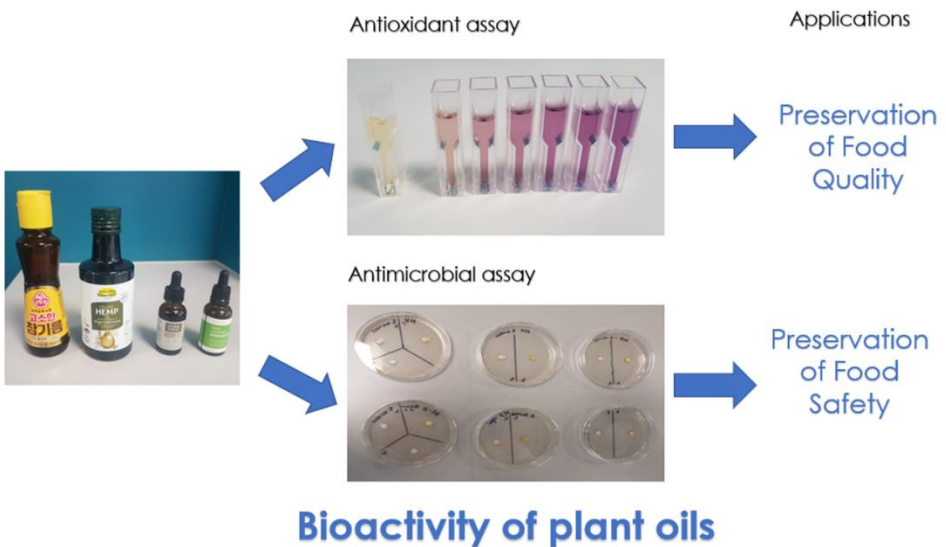 Antioxidant assay
Applications
Preservation
of Food
Quality
고소한
참기름
HEMP
Antimicrobial assay
Preservation
of Food
Safety
Bioactivity of plant oils